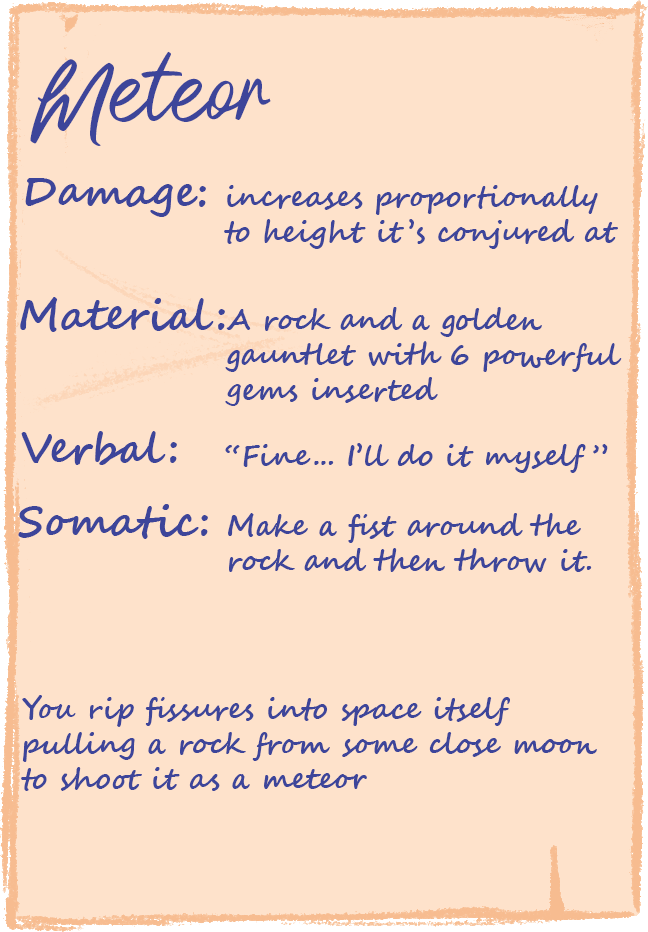 Meteor
Damage: increases proportionally
to height it's conjured at
Material: A rock and a golden
gauntlet with 6 powerful
gems inserted
Verbal: “Fine... I'll do it myself”
Somatic: Make a fist around the
rock and then throw it.
You rip fissures into space itself
pulling a rock from some close moon
to shoot it as a meteor